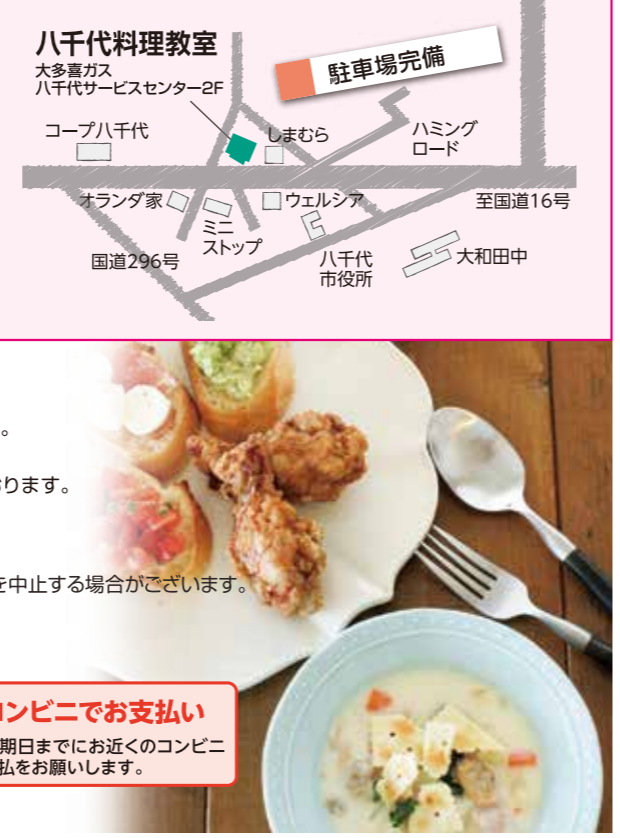 八千代料理教室
大多喜ガス
八千代サービスセンター2F
駐車場完備
コープ八千代
しまむら
ハミング
ロード
オランダ家
ミニ
ストップ
ウェルシア
至国道16号
国道296号
八千代
市役所
大和田中
。
ります。
を中止する場合がございます。
コンビニでお支払い
期日までにお近くのコンビニ
払をお願いします。